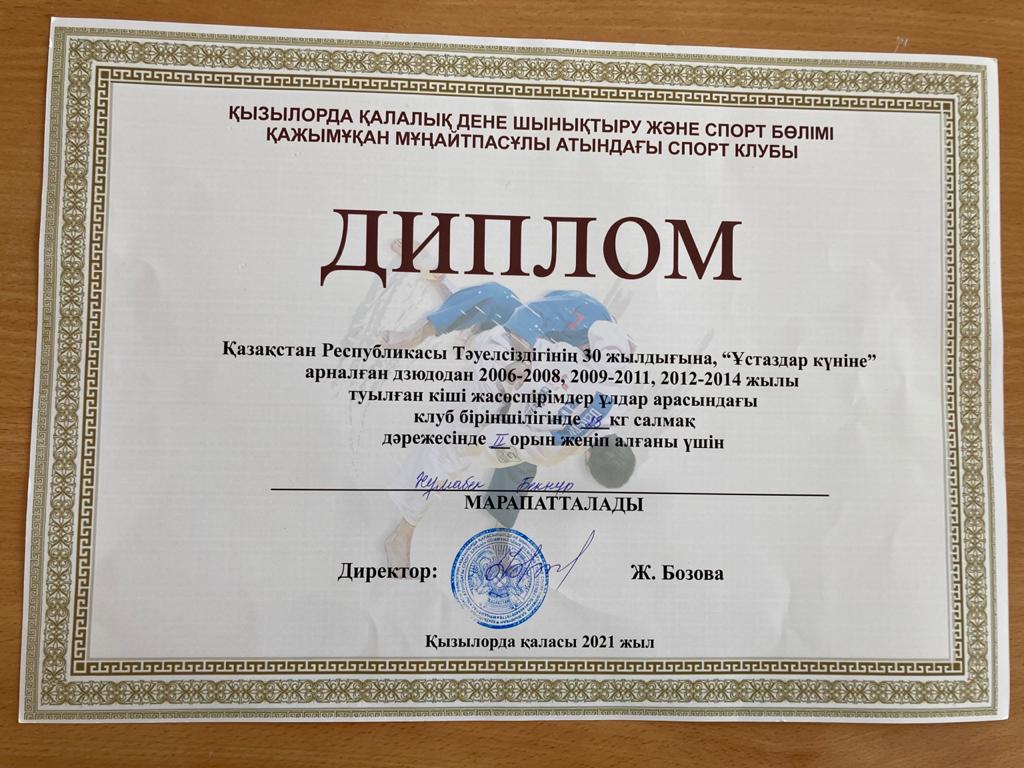 ҚЫЗЫЛОРДА ҚАЛАЛЫҚ ДЕНЕ ШЫНЫҚТЫРУ ЖӘНЕ СПОРТ БӨЛІМІ
ҚАЖЫМҰҚАН МҰҢАЙТПАСҰЛЫ АТЫНДАҒЫ СПОРТ КЛУБЫ
ДИПЛОМ
Қазақстан Республикасы Тәуелсіздігінің 30 жылдығына, “Ұстаздар күніне”
арналған дзюдодан 2006-2008, 2009-2011, 2012-2014 жылы
туылған кіші жасөспірімдер ұлдар арасындағы
клуб біріншілігінде кг салмақ
дәрежесінде II орын жеңіп алғаны үшін
Жұмабек Бекнұр
МАРАПАТТАЛАДЫ
Директор: Ж. Бозова
Қызылорда қаласы 2021 жыл